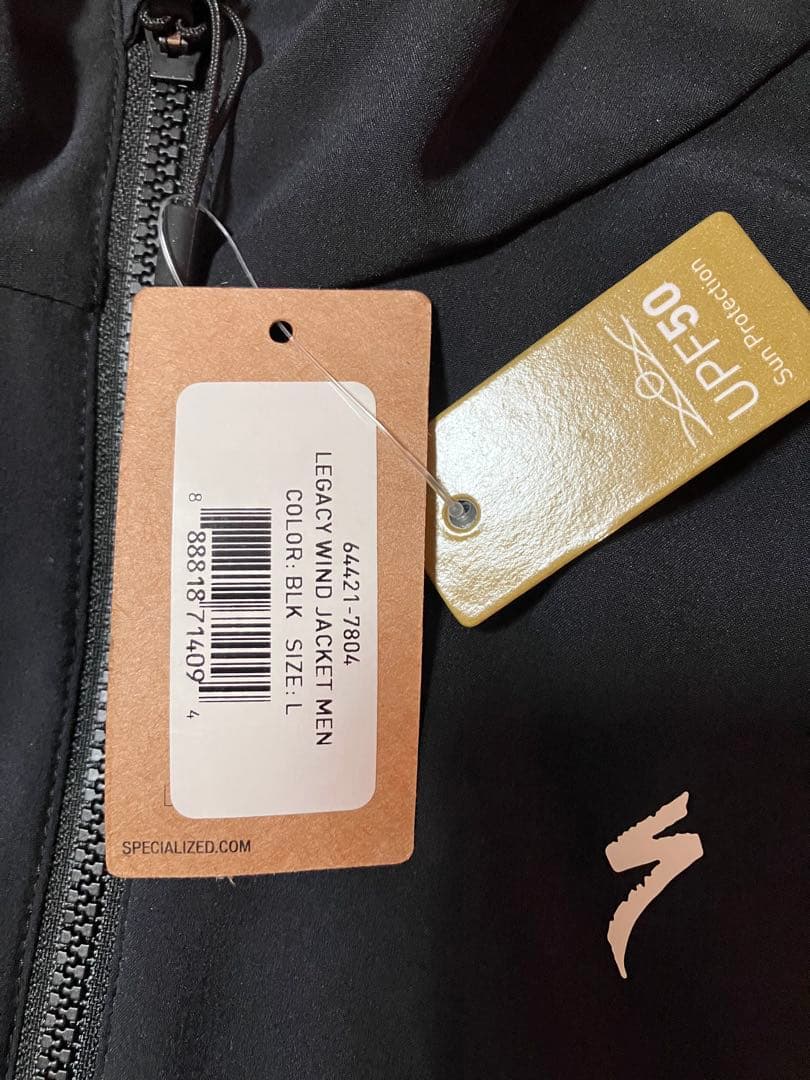 64421-7804
LEGACY WIND JACKET MEN
COLOR: BLK SIZE: L
8 88818 71409 4
SPECIALIZED.COM
UPF50
Sun Protection